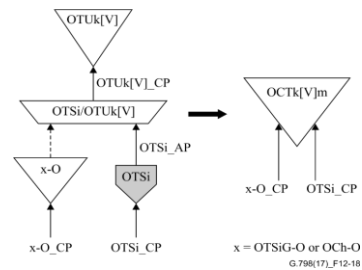 OTUk[V]
OTUk[V]_CP
OTSi/OTUk[V]
OTSi_AP
x-O
OTSi
x-O_CP
OTSi_CP
OCTk[V]m
x-O_CP
OTSi_CP
x = OTSiG-O or OCh-O
G.798(17)_F12-18